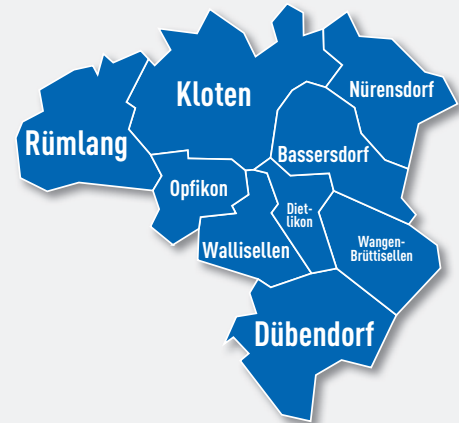 Kloten
Nürensdorf
Rümlang
Bassersdorf
Opfikon
Diet-
likon
Wallisellen
Wangen-
Brüttisellen
Dübendorf